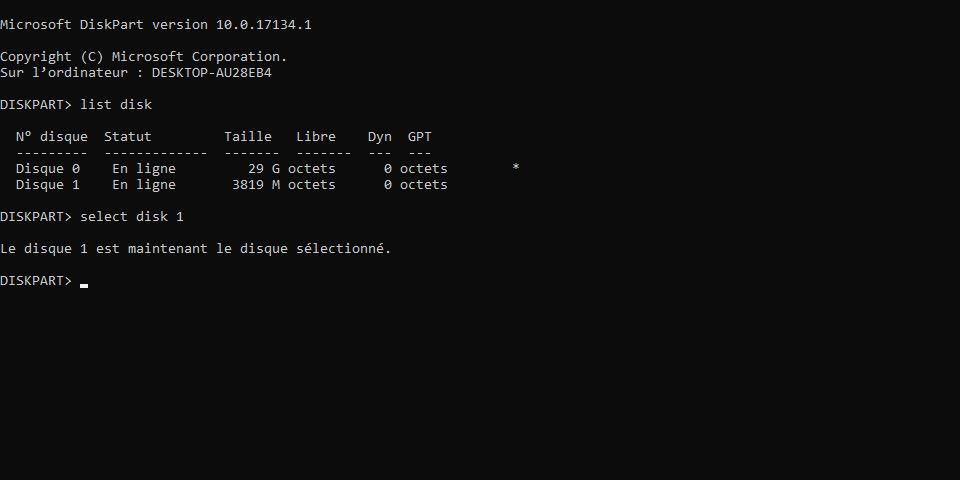 Microsoft DiskPart version 10.0.17134.1
Copyright (C) Microsoft Corporation.
Sur l’ordinateur : DESKTOP-AU28EB4
DISKPART> list disk
  N° disque  Statut         Taille   Libre    Dyn  GPT
  ---------  -------------  -------  -------  ---  ---
  Disque 0    En ligne         29 G octets      0 octets        *
  Disque 1    En ligne       3819 M octets      0 octets
DISKPART> select disk 1
Le disque 1 est maintenant le disque sélectionné.
DISKPART>